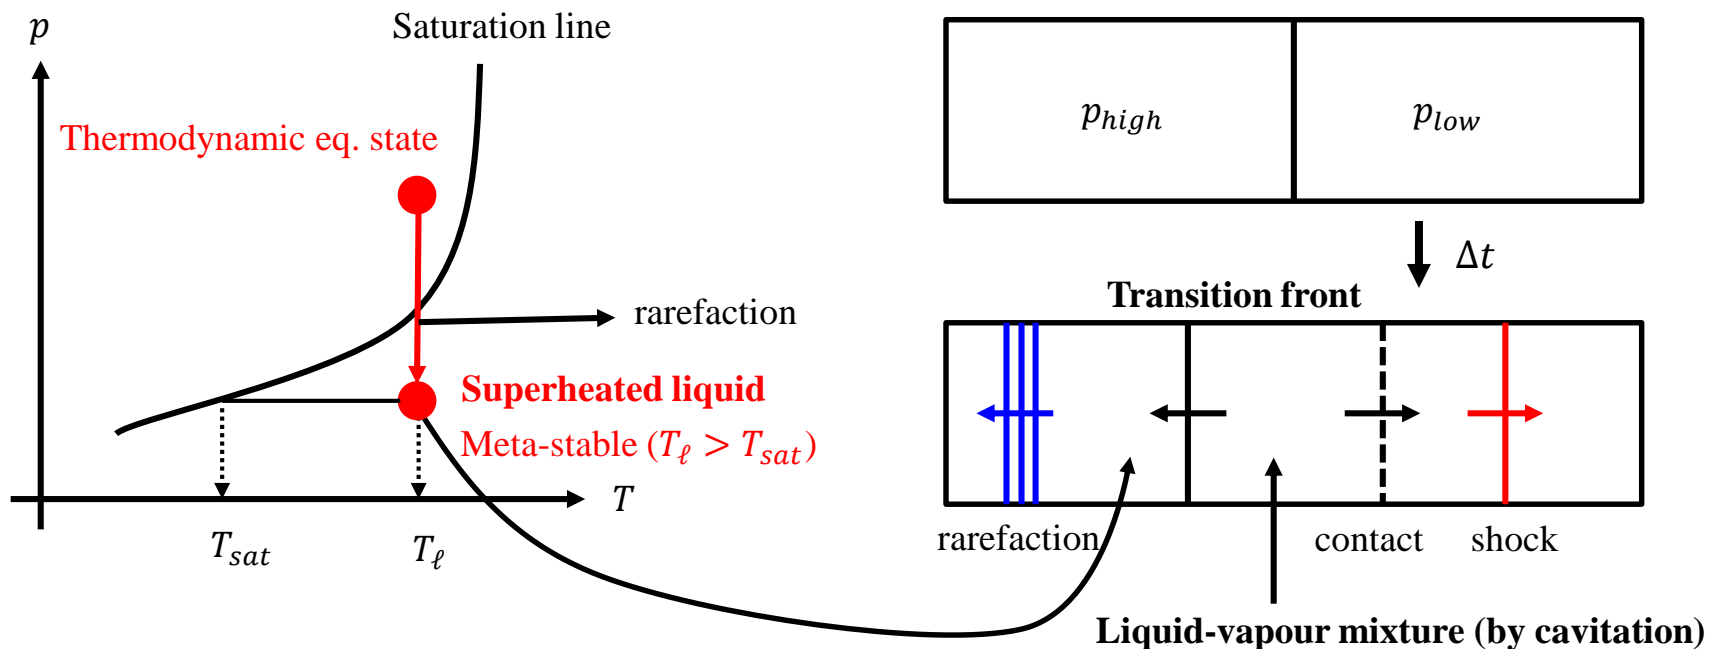 Saturation line
p
Thermodynamic eq. state
rarefaction
Superheated liquid
Meta-stable (Tℓ > Tsat)
T
Tsat
Tℓ
phigh
plow
Δt
Transition front
rarefaction
contact
shock
Liquid-vapour mixture (by cavitation)